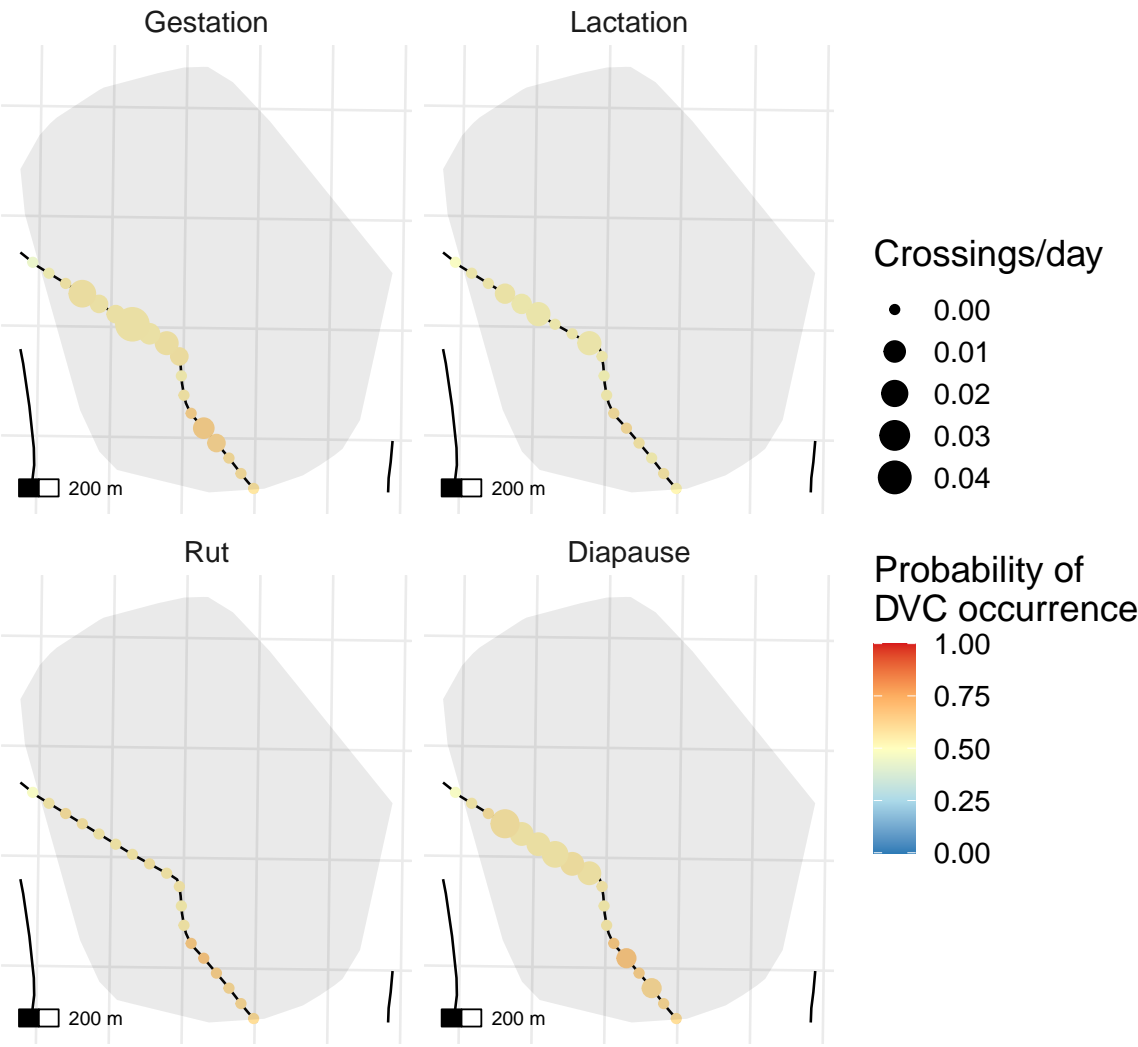 Gestation
Lactation
200 m
200 m
Rut
Diapause
200 m
200 m
Crossings/day
0.00
0.01
0.02
0.03
0.04
Probability of
DVC occurrence
1.00
0.75
0.50
0.25
0.00